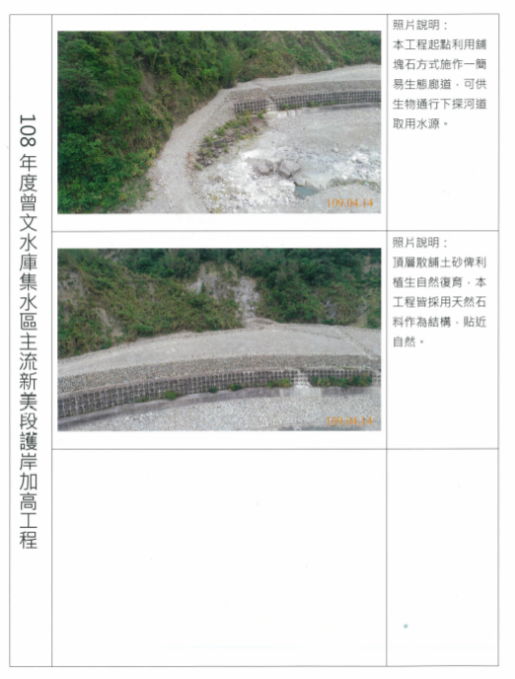 108 年度曾文水庫集水區主流新美段護岸加高工程
109.04.14
照片說明：
本工程起點利用鋪
塊石方式施作一簡
易生態廊道，可供
生物通行下探河道
取用水源。
109.04.14
照片說明：
頂層散鋪土砂俾利
植生自然復育，本
工程皆採用天然石
料作為結構，貼近
自然。